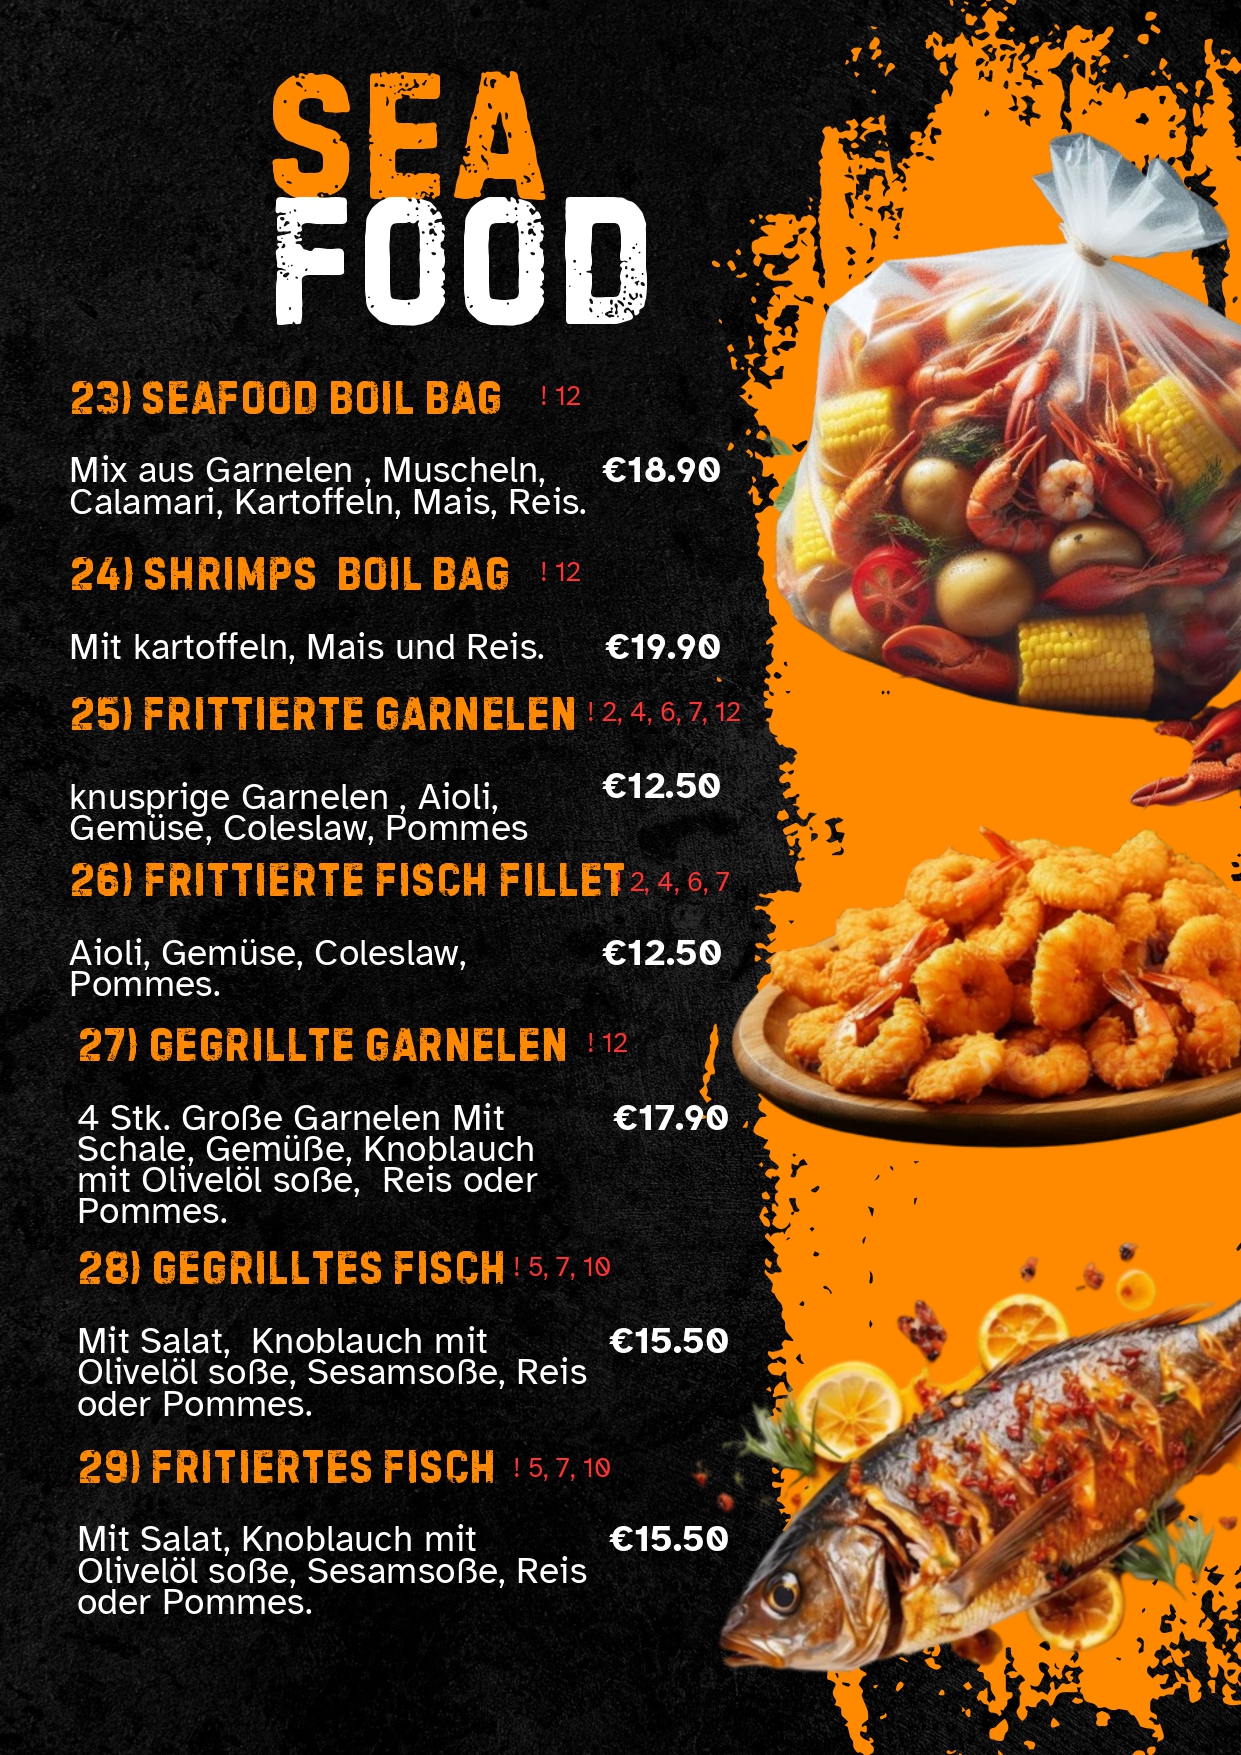 SEA
FOOD
23) SEAFOOD BOIL BAG ! 12
Mix aus Garnelen , Muscheln, €18.90
Calamari, Kartoffeln, Mais, Reis.
24) SHRIMPS BOIL BAG ! 12
Mit kartoffeln, Mais und Reis. €19.90
25) FRITTIERTE GARNELEN ! 2, 4, 6, 7, 12
€12.50
knusprige Garnelen , Aioli,
Gemüse, Coleslaw, Pommes
26) FRITTIERTE FISCH FILLET ! 2, 4, 6, 7
Aioli, Gemüse, Coleslaw, €12.50
Pommes.
27) GEGRILLTE GARNELEN ! 12
4 Stk. Große Garnelen Mit €17.90
Schale, Gemüße, Knoblauch
mit Olivelöl soße, Reis oder
Pommes.
28) GEGRILLTES FISCH ! 5, 7, 10
Mit Salat, Knoblauch mit €15.50
Olivelöl soße, Sesamsoße, Reis
oder Pommes.
29) FRITIERTES FISCH ! 5, 7, 10
Mit Salat, Knoblauch mit €15.50
Olivelöl soße, Sesamsoße, Reis
oder Pommes.